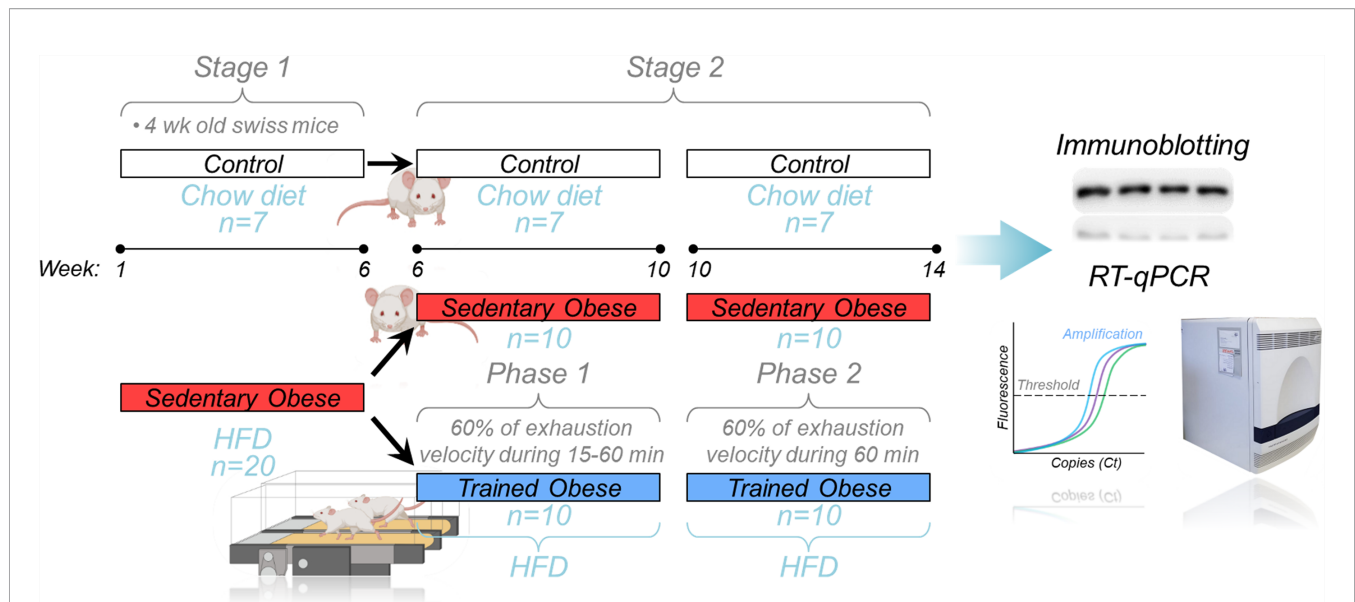 Stage 1
Stage 2
• 4 wk old swiss mice
Control
Control
Control
Chow diet
n=7
Chow diet
n=7
Chow diet
n=7
Week:
1
6
6
10
10
14
Sedentary Obese
Sedentary Obese
n=10
n=10
Sedentary Obese
HFD
n=20
Phase 1
Phase 2
60% of exhaustion
velocity during 15-60 min
60% of exhaustion
velocity during 60 min
Trained Obese
Trained Obese
n=10
n=10
HFD
HFD
Immunoblotting
RT-qPCR
Amplification
Threshold
Fluorescence
Copies (Ct)